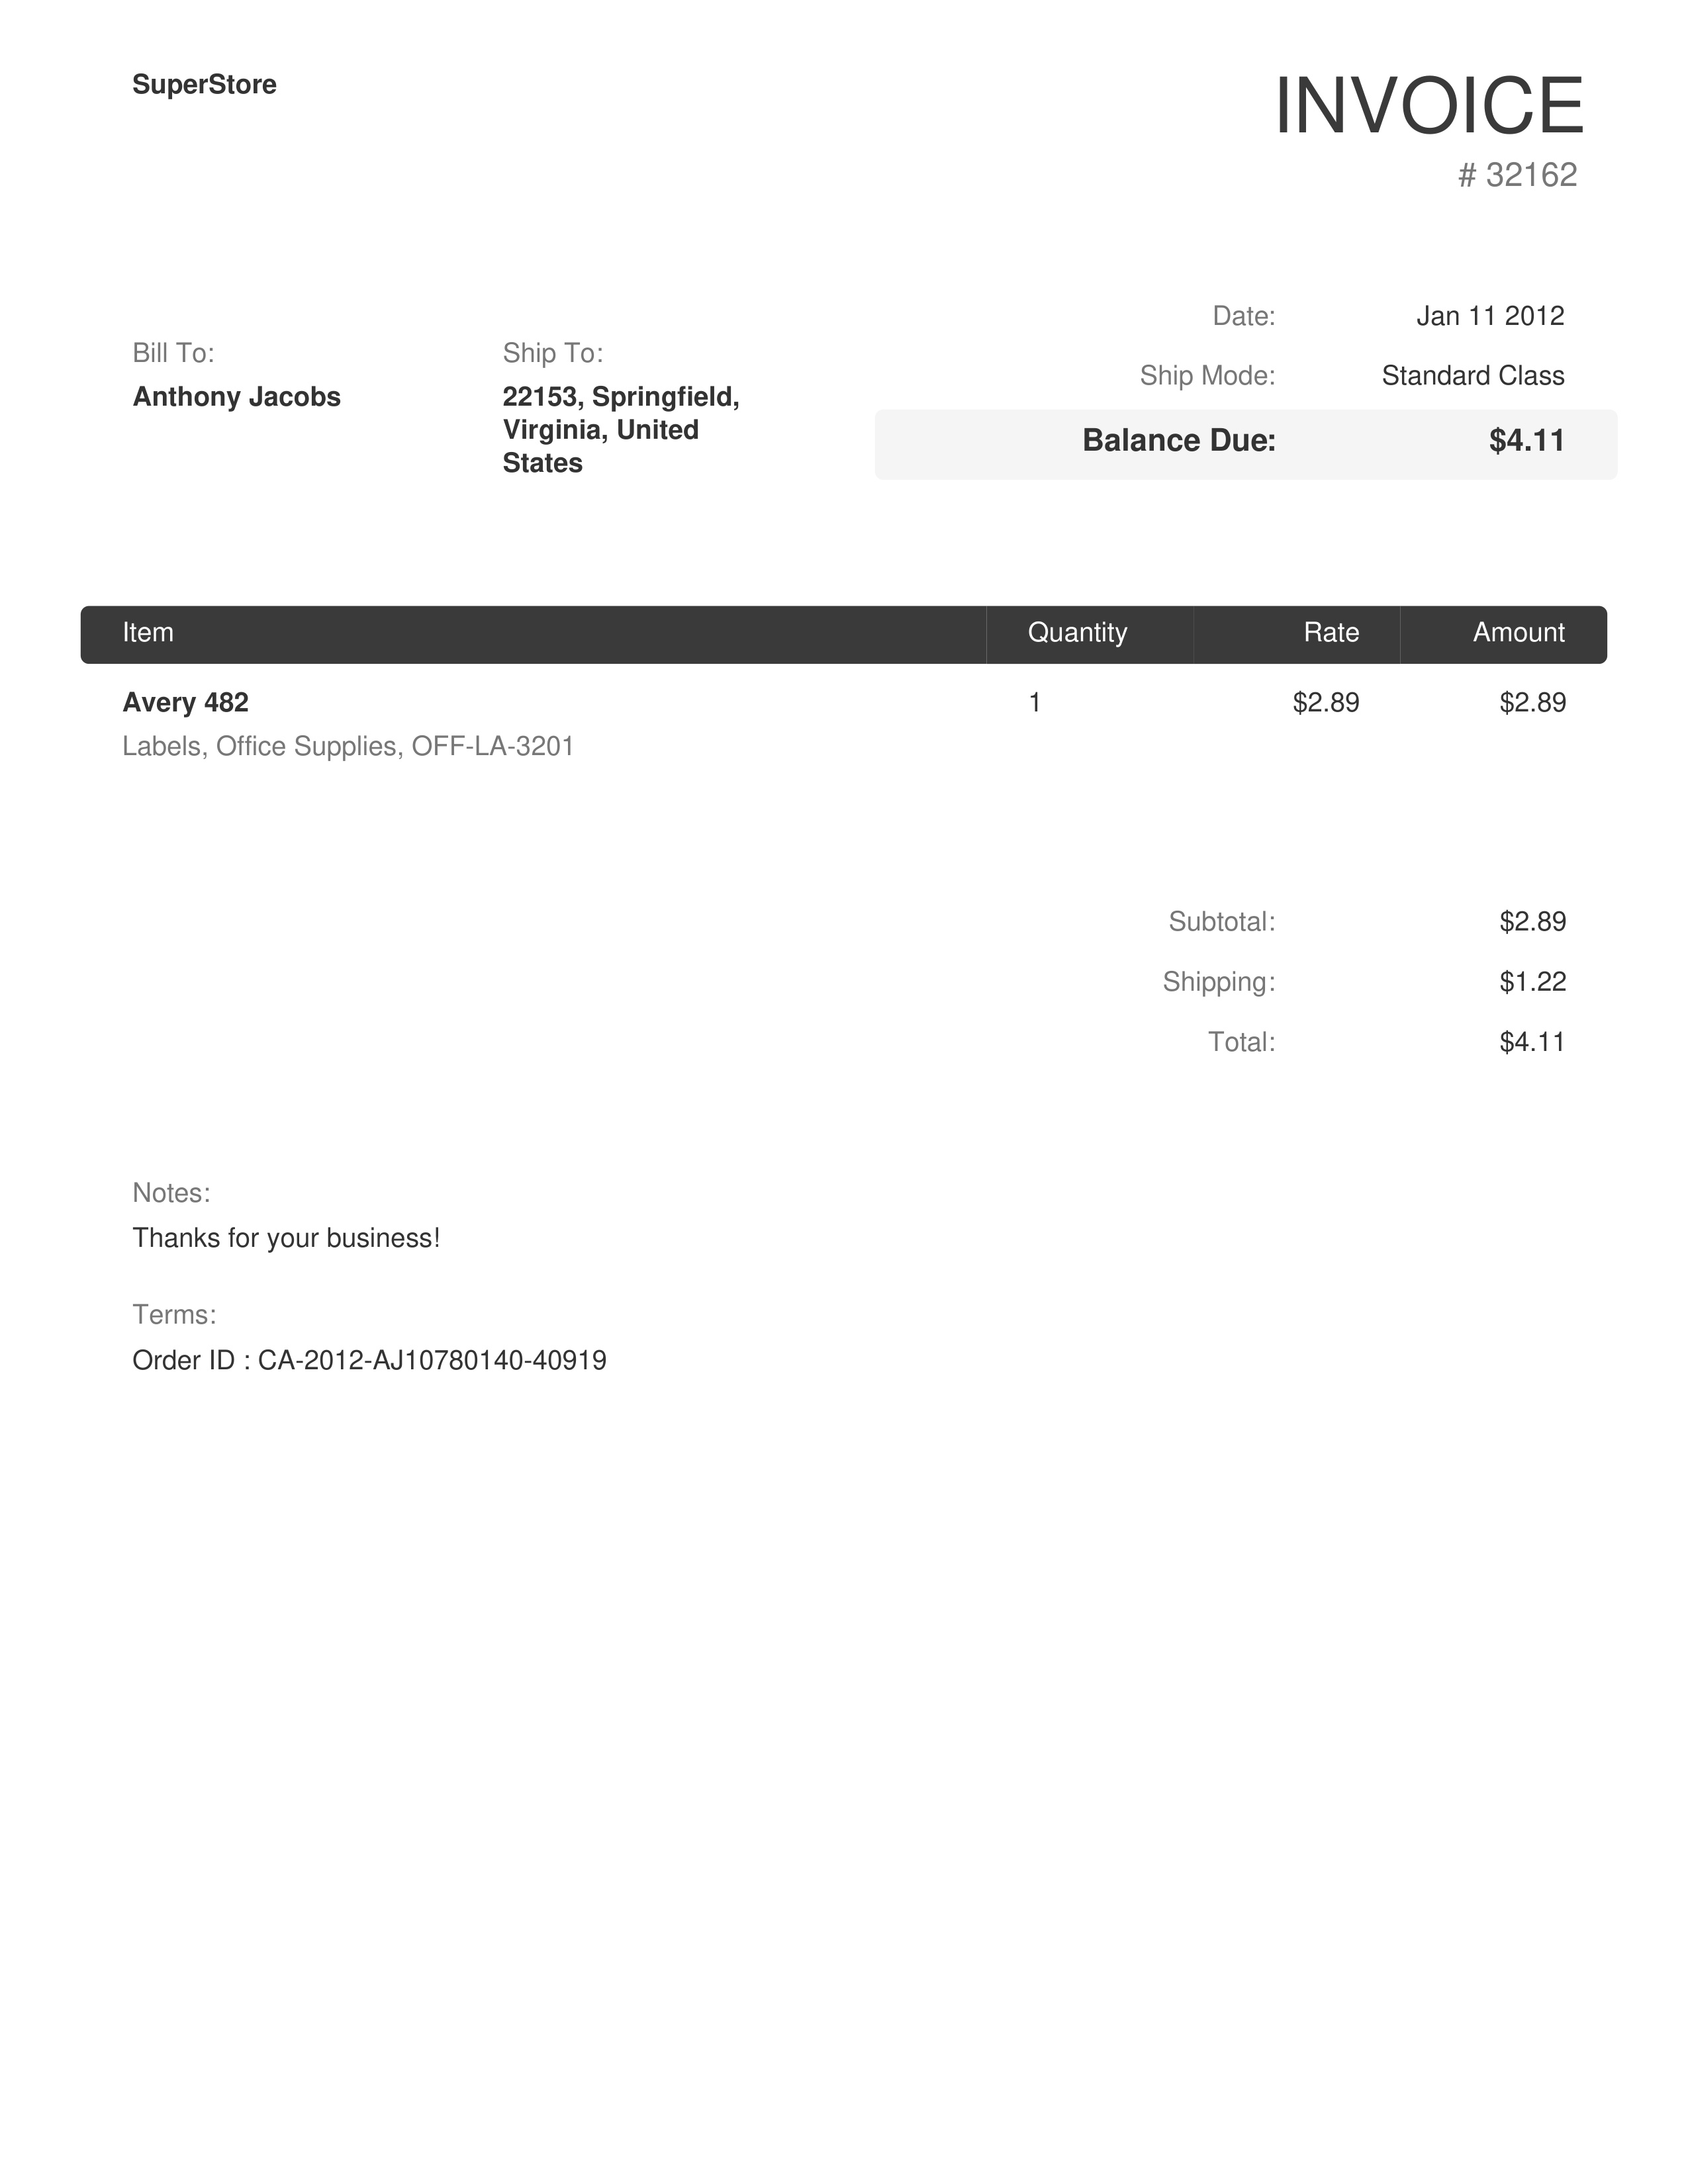 SuperStore
INVOICE
# 32162
Date: Jan 11 2012
Ship Mode: Standard Class
Balance Due: $4.11
Bill To:
Anthony Jacobs
Ship To:
22153, Springfield,
Virginia, United
States
Item Quantity Rate Amount
Avery 482 1 $2.89 $2.89
Labels, Office Supplies, OFF-LA-3201
Subtotal: $2.89
Shipping: $1.22
Total: $4.11
Notes:
Thanks for your business!
Terms:
Order ID : CA-2012-AJ10780140-40919